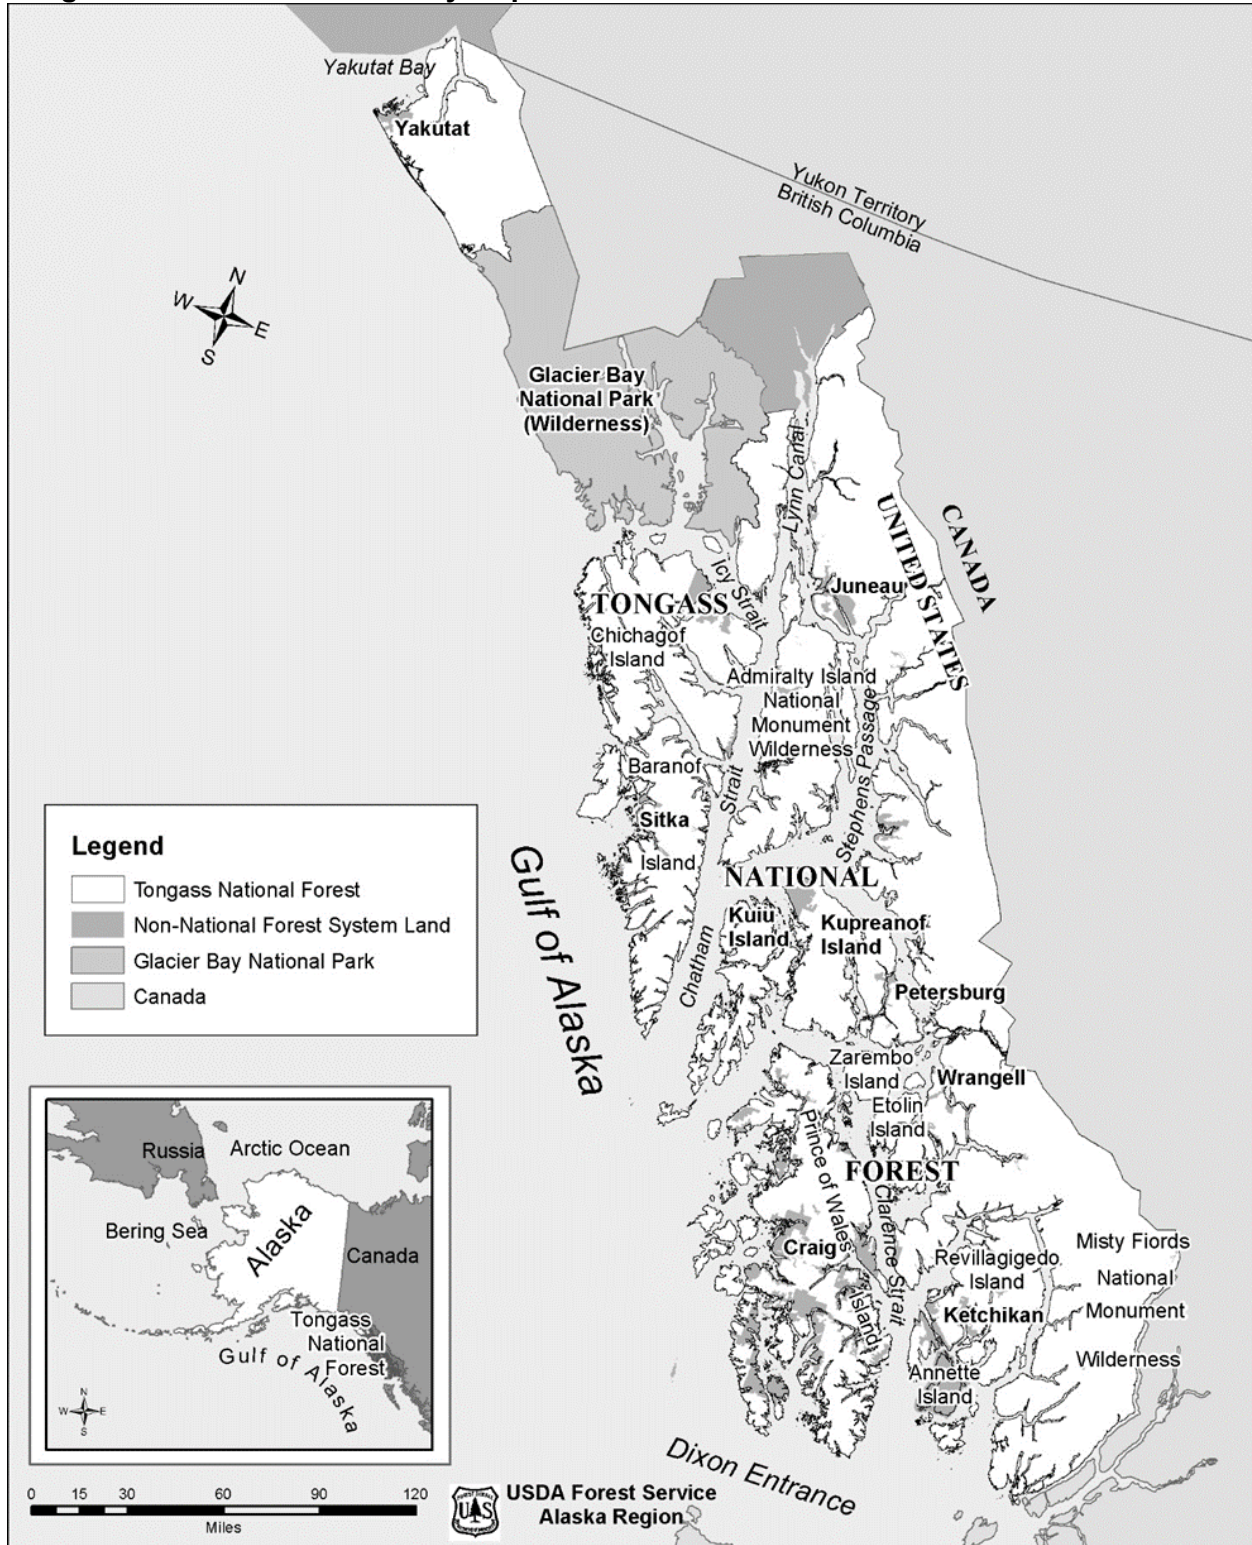 Yakutat Bay
Yakutat
Yukon Territory
British Columbia
N
W
E
S
Glacier Bay
National Park
(Wilderness)
Lynn Canal
CANADA
UNITED STATES
Icy Strait
Juneau
TONGASS
Chichagof
Island
Admiralty Island
National
Monument
Wilderness
Stephens Passage
Baranof
Sitka
Island
Chatham Strait
NATIONAL
Kuiu
Island
Kupreanof
Island
Gulf of Alaska
Petersburg
Zarembo
Island
Wrangell
Etolin
Island
Prince of Wales
Island
FOREST
Clarence Strait
Craig
Revillagigedo
Island
Misty Fiords
National
Monument
Wilderness
Ketchikan
Annette
Island
Dixon Entrance
Legend
Tongass National Forest
Non-National Forest System Land
Glacier Bay National Park
Canada
Russia
Arctic Ocean
Bering Sea
Alaska
Canada
Tongass
National
Forest
Gulf of Alaska
N
W
E
S
0 15 30 60 90 120
Miles
FOREST SERVICE
U S
DEPARTMENT OF AGRICULTURE
USDA Forest Service
Alaska Region